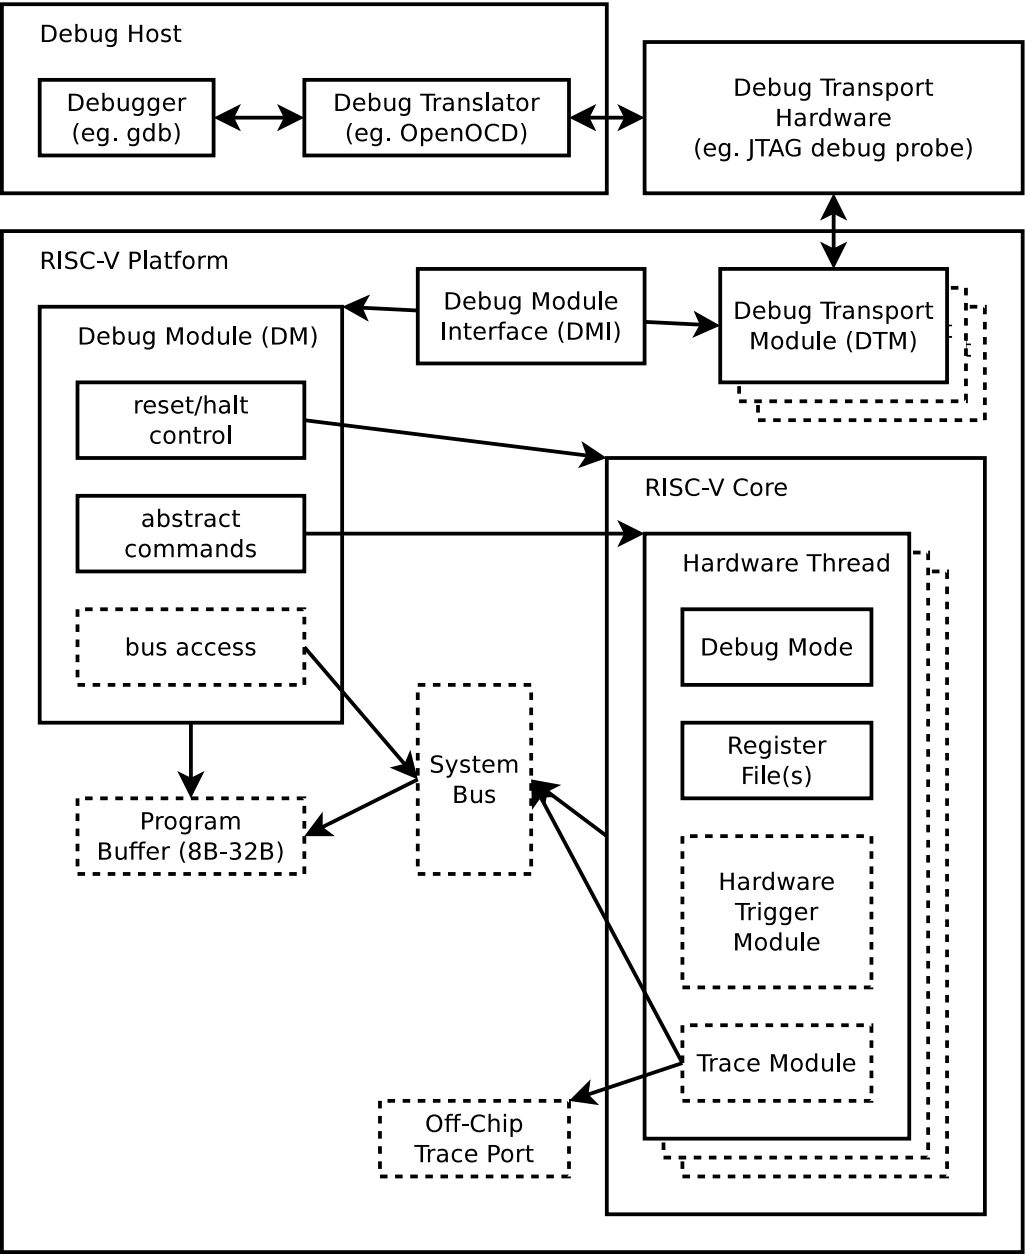 Debug Host
Debugger
(eg. gdb)
Debug Translator
(eg. OpenOCD)
Debug Transport
Hardware
(eg. JTAG debug probe)
RISC-V Platform
Debug Module
Interface (DMI)
Debug Transport
Module (DTM)
Debug Module (DM)
reset/halt
control
abstract
commands
bus access
Program
Buffer (8B-32B)
System
Bus
RISC-V Core
Hardware Thread
Debug Mode
Register
File(s)
Hardware
Trigger
Module
Trace Module
Off-Chip
Trace Port